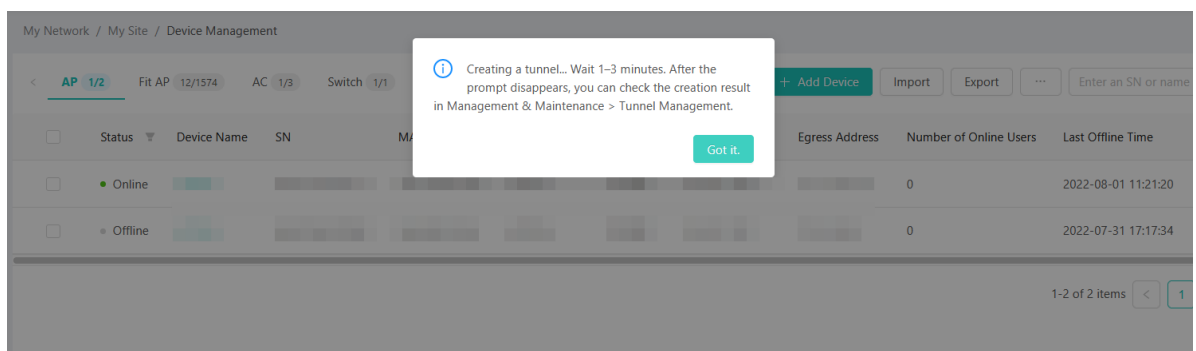 My Network / My Site / Device Management
AP 1/2 Fit AP 12/1574 AC 1/3 Switch 1/1
Creating a tunnel... Wait 1–3 minutes. After the
prompt disappears, you can check the creation result
in Management & Maintenance > Tunnel Management.
Got it.
+ Add Device Import Export ... Enter an SN or name
Status Device Name SN Egress Address Number of Online Users Last Offline Time
Online 0 2022-08-01 11:21:20
Offline 0 2022-07-31 17:17:34
1-2 of 2 items < 1